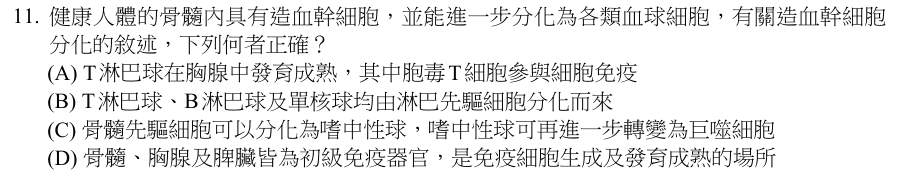 11. 健康人體的骨髓內具有造血幹細胞，並能進一步分化為各類血球細胞，有關造血幹細胞
分化的敘述，下列何者正確？
(A) T淋巴球在胸腺中發育成熟，其中胞毒T細胞參與細胞免疫
(B) T淋巴球、B淋巴球及單核球均由淋巴先驅細胞分化而來
(C) 骨髓先驅細胞可以分化為嗜中性球，嗜中性球可再進一步轉變為巨噬細胞
(D) 骨髓、胸腺及脾臟皆為初級免疫器官，是免疫細胞生成及發育成熟的場所